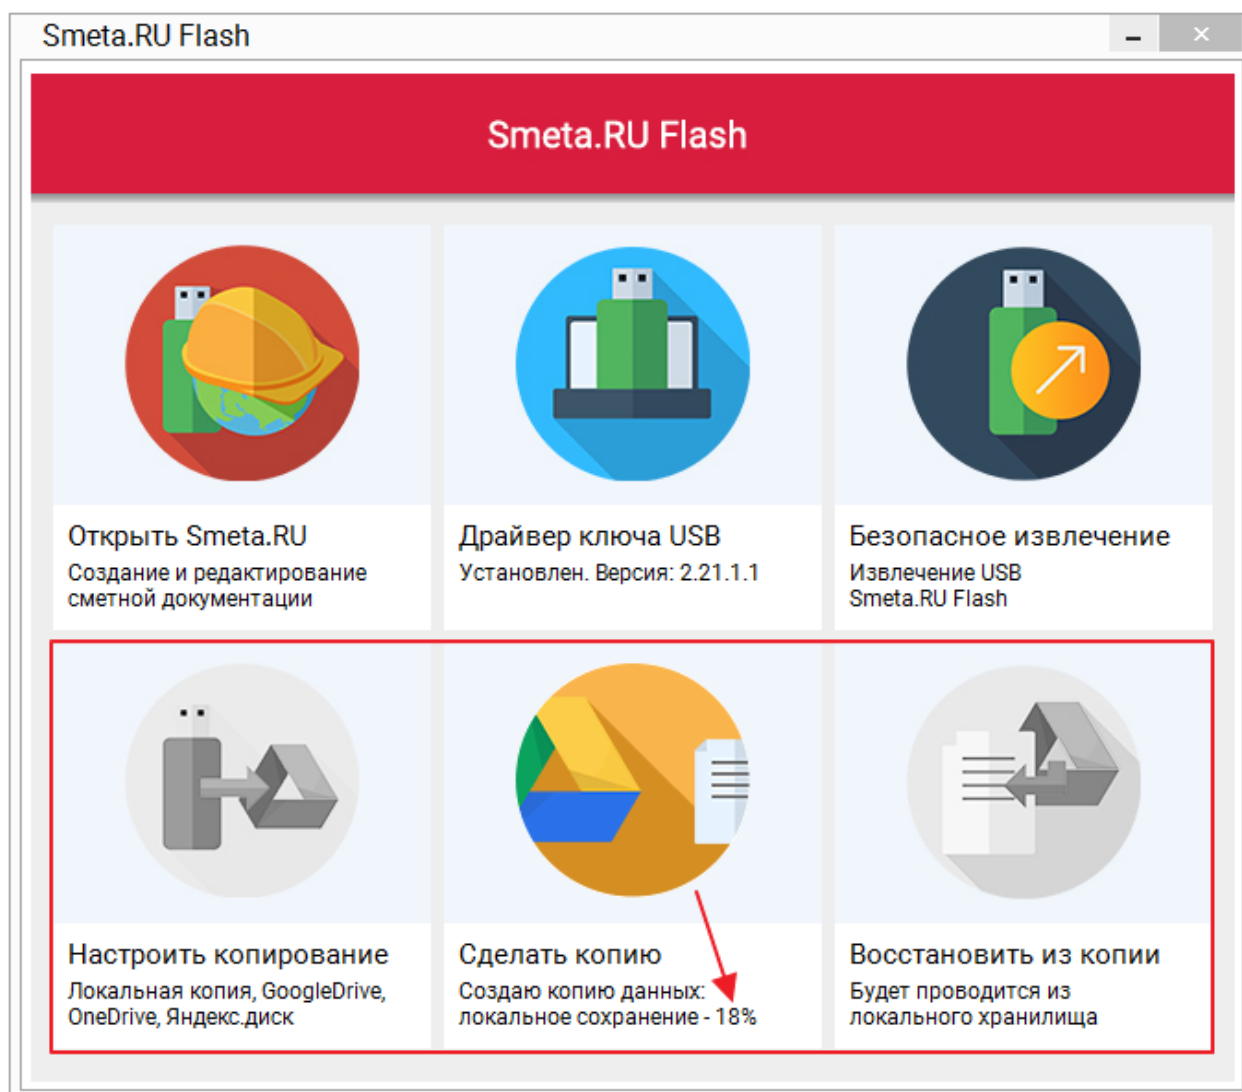 Smeta.RU Flash
Smeta.RU Flash
Открыть Smeta.RU
Создание и редактирование
сметной документации
Драйвер ключа USB
Установлен. Версия: 2.21.1.1
Безопасное извлечение
Извлечение USB
Smeta.RU Flash
Настроить копирование
Локальная копия, GoogleDrive,
OneDrive, Яндекс.диск
Сделать копию
Создаю копию данных:
локальное сохранение - 18%
Восстановить из копии
Будет проводится из
локального хранилища